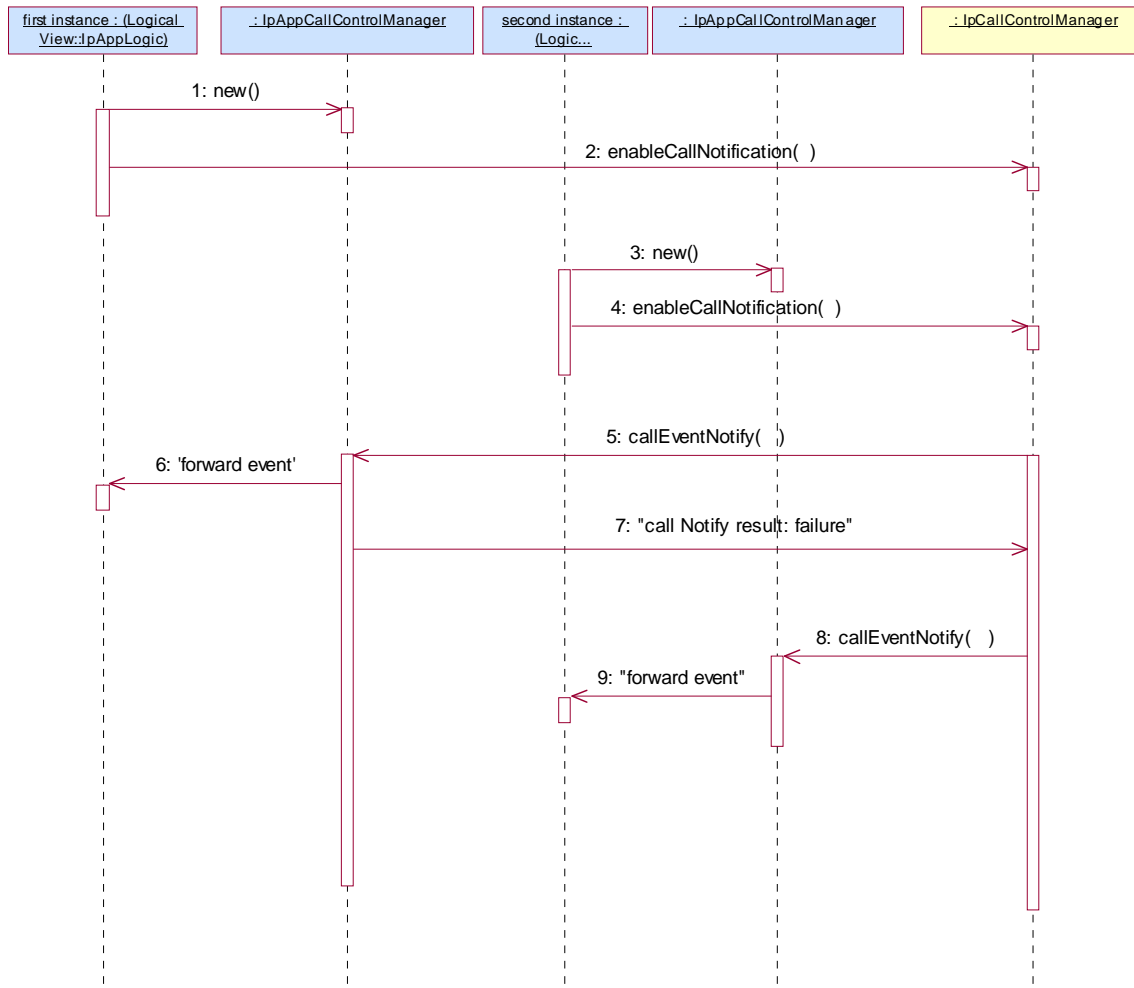 first instance : (Logical
View::IpAppLogic)
: IpAppCallControlManager
second instance :
(Logic...
: IpAppCallControlManager
: IpCallControlManager
1: new()
2: enableCallNotification( )
3: new()
4: enableCallNotification( )
5: callEventNotify( )
6: 'forward event'
7: "call Notify result: failure"
8: callEventNotify( )
9: "forward event"